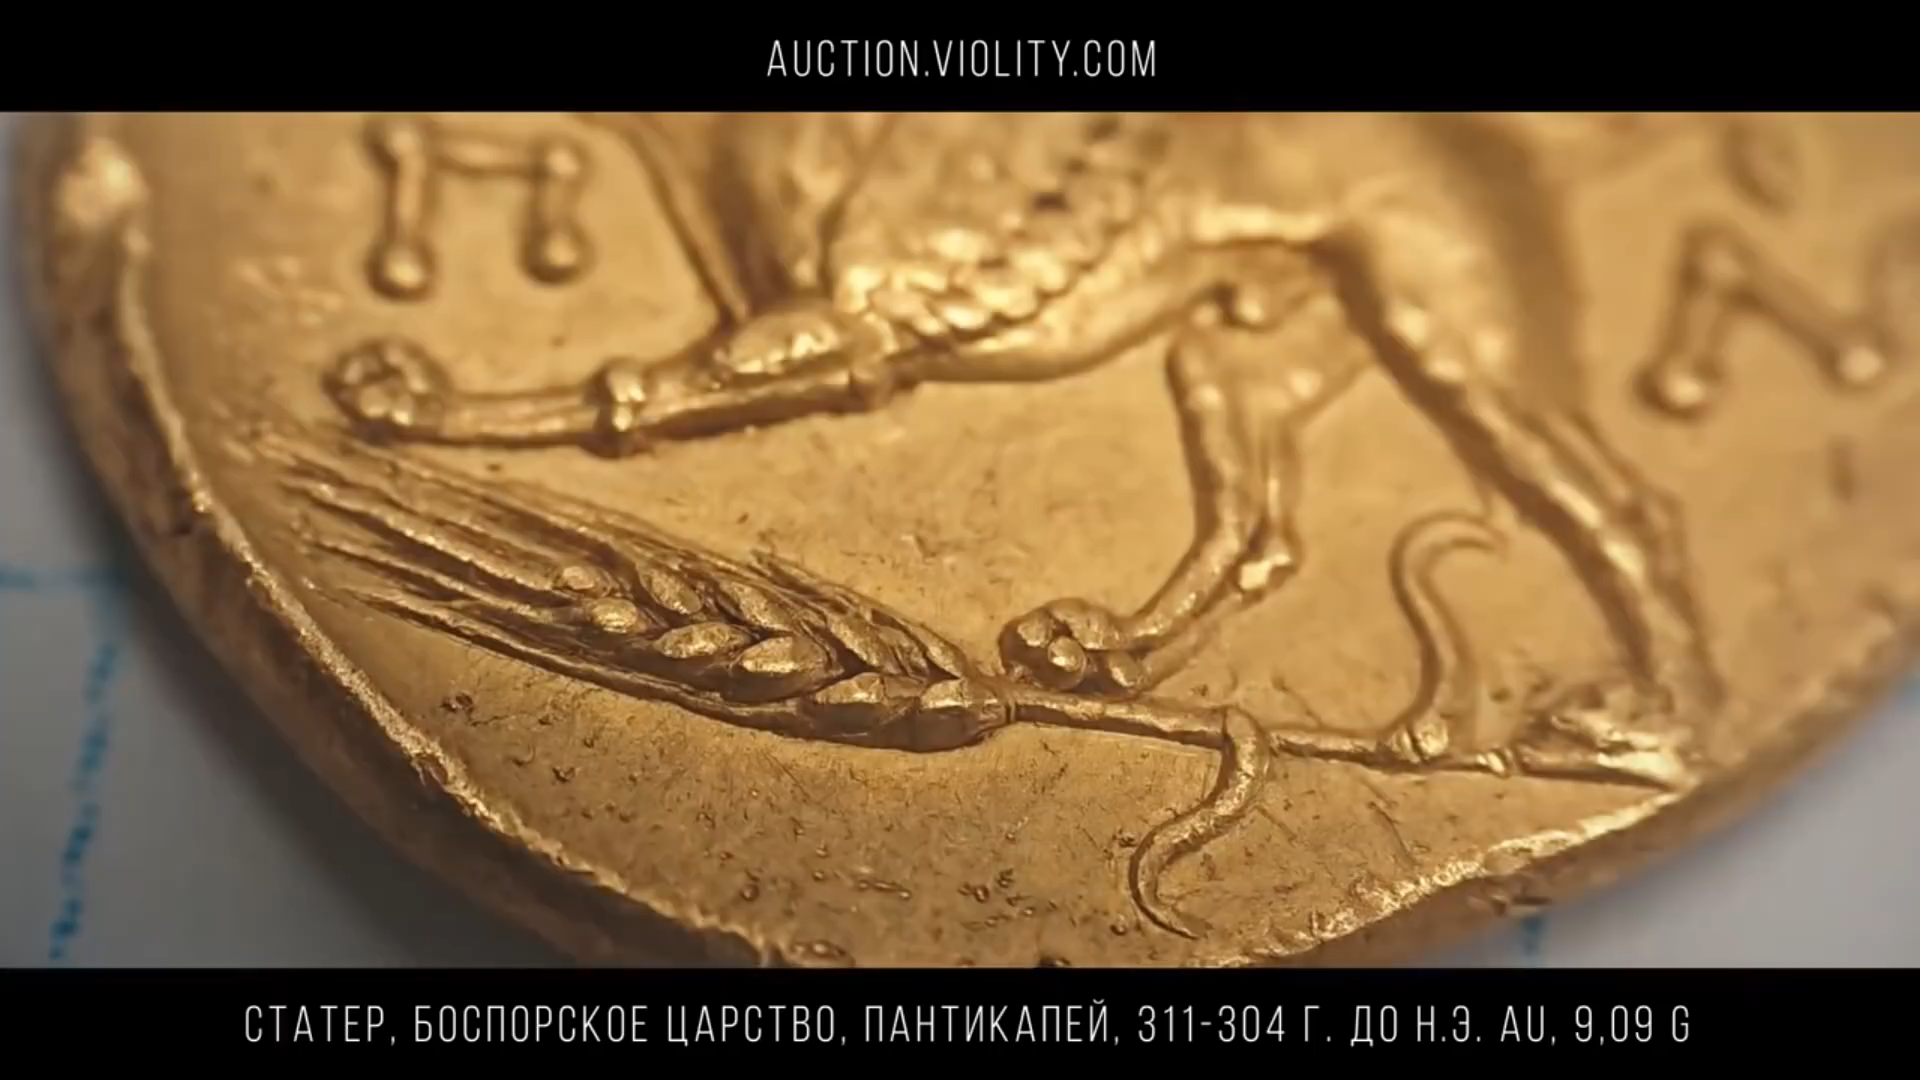 AUCTION.VIOLITY.COM
П
Ν
СТАТЕР, БОСПОРСКОЕ ЦАРСТВО, ПАНТИКАПЕЙ, 311-304 Г. ДО Н.Э. AU, 9,09 G